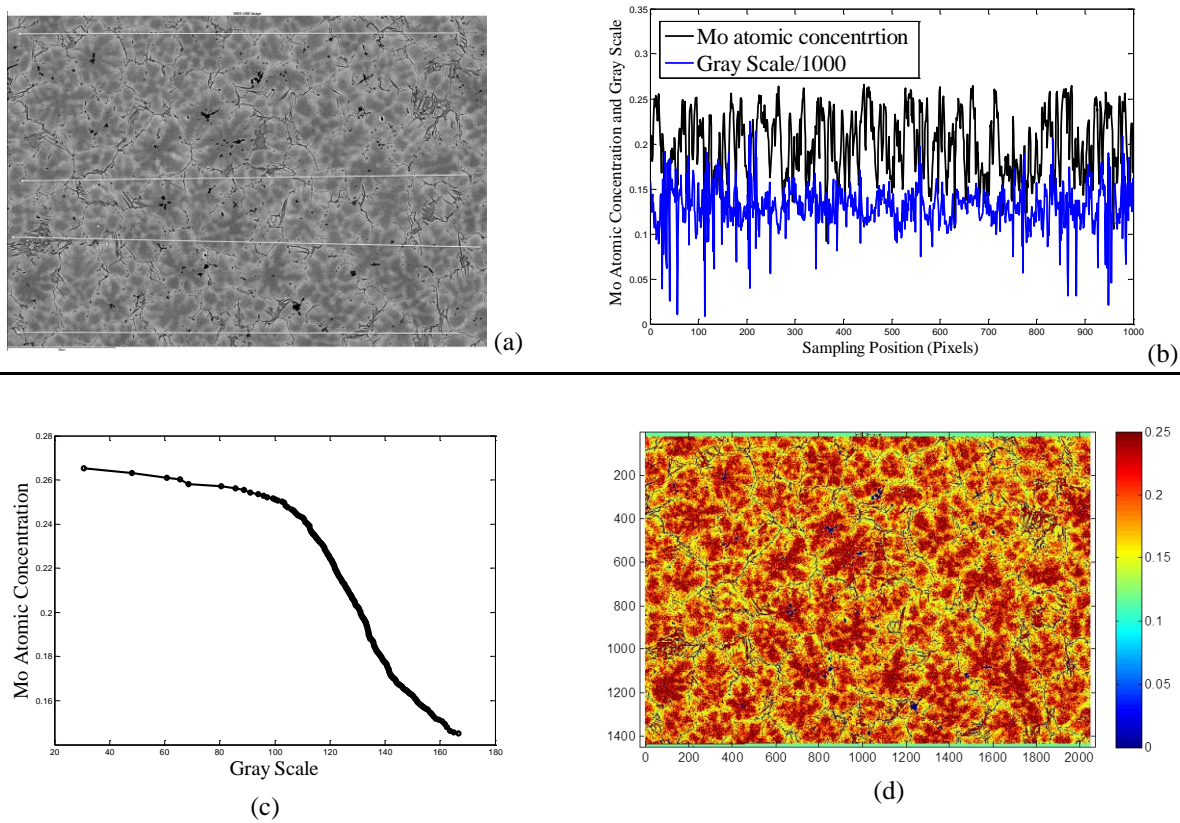 (a)
0.35
0.3
0.25
0.2
0.15
0.1
0.05
0
Mo Atomic Concentration and Gray Scale
Mo atomic concentrtion
Gray Scale/1000
0 100 200 300 400 500 600 700 800 900 1000
Sampling Position (Pixels)
(b)
0.28
0.26
0.24
0.22
0.2
0.18
0.16
Mo Atomic Concentration
20 40 60 80 100 120 140 160 180
Gray Scale
(c)
200
400
600
800
1000
1200
1400
0 200 400 600 800 1000 1200 1400 1600 1800 2000
0.25
0.2
0.15
0.1
0.05
0
(d)